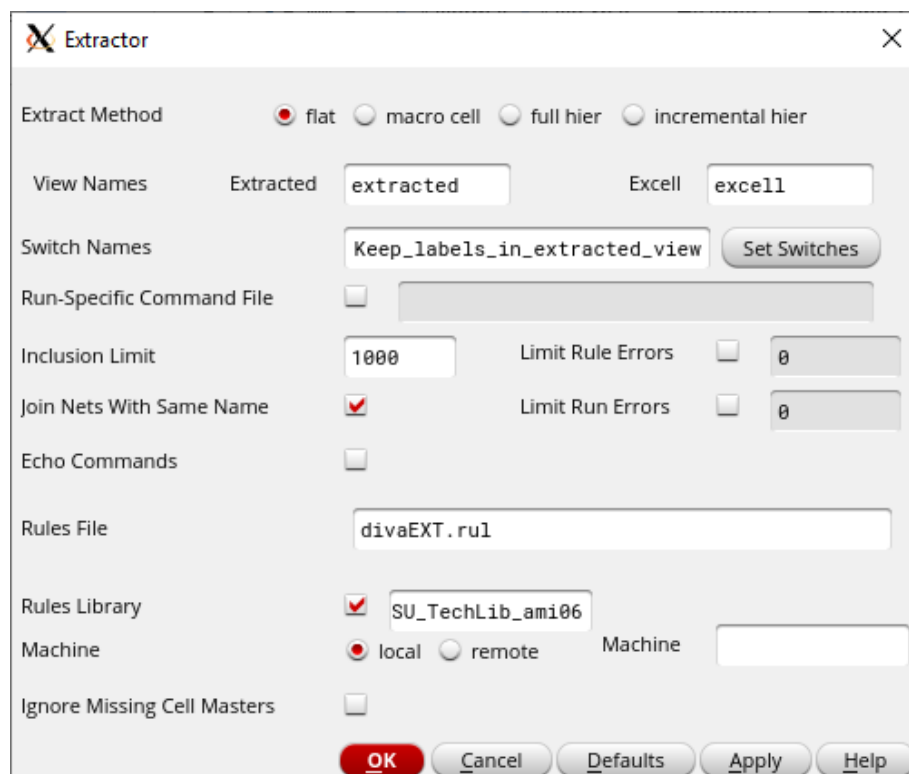 Extractor
Extract Method flat macro cell full hier incremental hier
View Names Extracted extracted Excell excell
Switch Names Keep_labels_in_extracted_view Set Switches
Run-Specific Command File
Inclusion Limit 1000 Limit Rule Errors 0
Join Nets With Same Name Limit Run Errors 0
Echo Commands
Rules File divaEXT.rul
Rules Library SU_TechLib_ami06
Machine local remote Machine
Ignore Missing Cell Masters
OK Cancel Defaults Apply Help